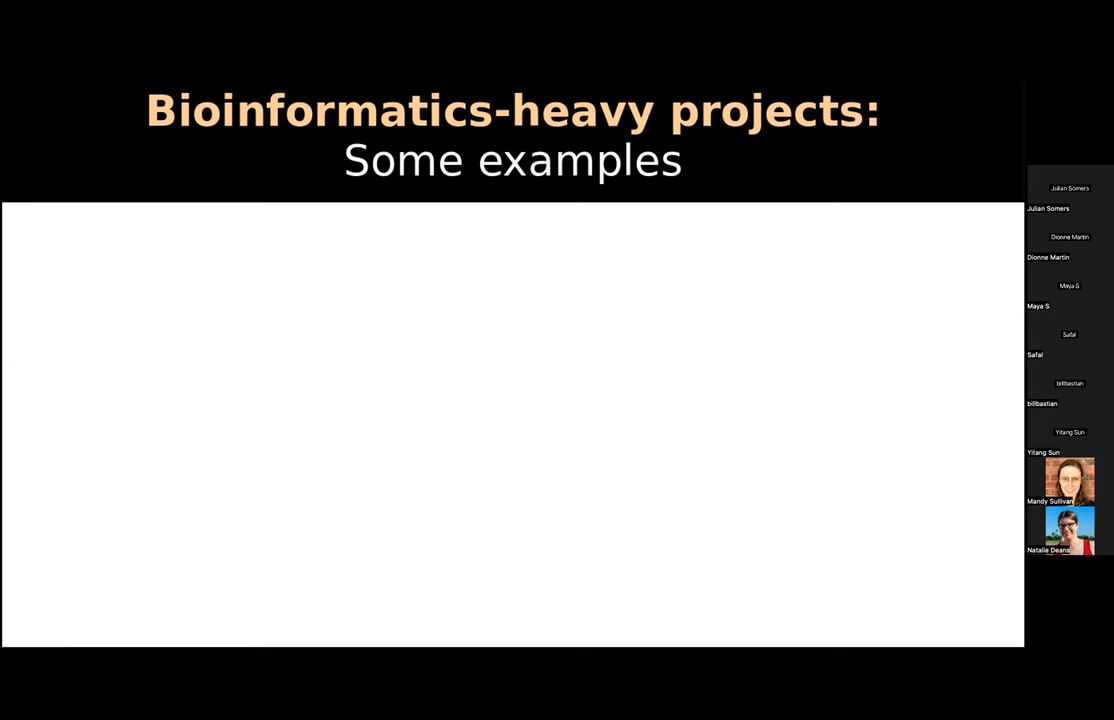 Bioinformatics-heavy projects:
Some examples
Julian Somers
Julian Somers
Dionne Martin
Dionne Martin
Maya S
Maya S
Safal
Safal
billbastian
billbastian
Yitang Sun
Yitang Sun
Mandy Sullivan
Natalie Deans